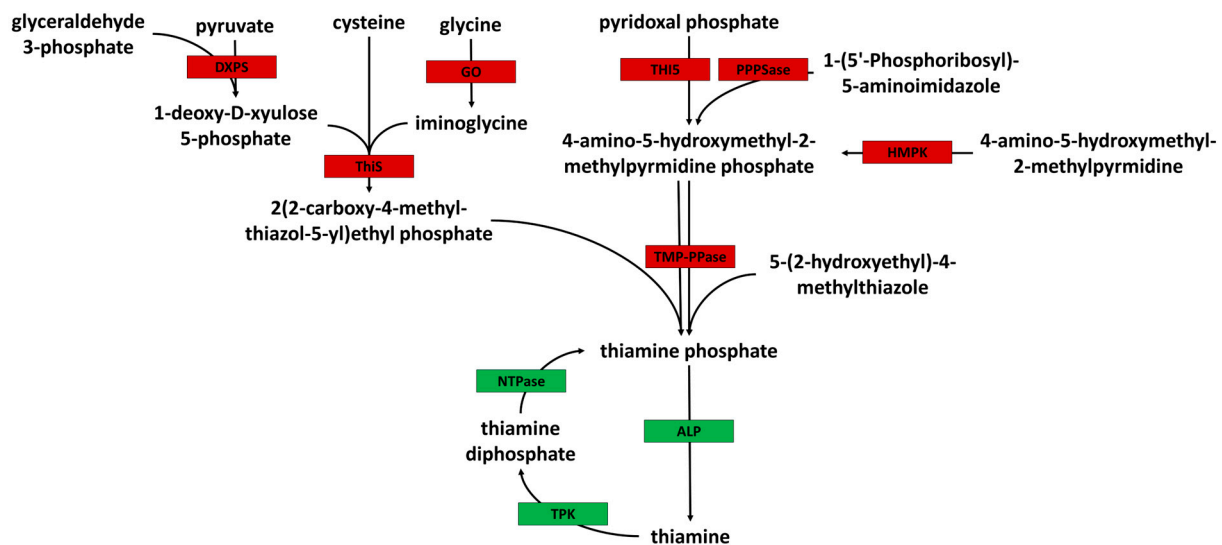 glyceraldehyde
3-phosphate
pyruvate
cysteine
glycine
pyridoxal phosphate
DXPS
GO
THI5
PPPSase
1-(5'-Phosphoribosyl)-
5-aminoimidazole
1-deoxy-D-xyulose
5-phosphate
iminoglycine
4-amino-5-hydroxymethyl-2-
methylpyrmidine phosphate
HMPK
4-amino-5-hydroxymethyl-
2-methylpyrmidine
ThiS
2(2-carboxy-4-methyl-
thiazol-5-yl)ethyl phosphate
TMP-PPase
5-(2-hydroxyethyl)-4-
methylthiazole
thiamine phosphate
NTPase
thiamine
diphosphate
ALP
TPK
thiamine